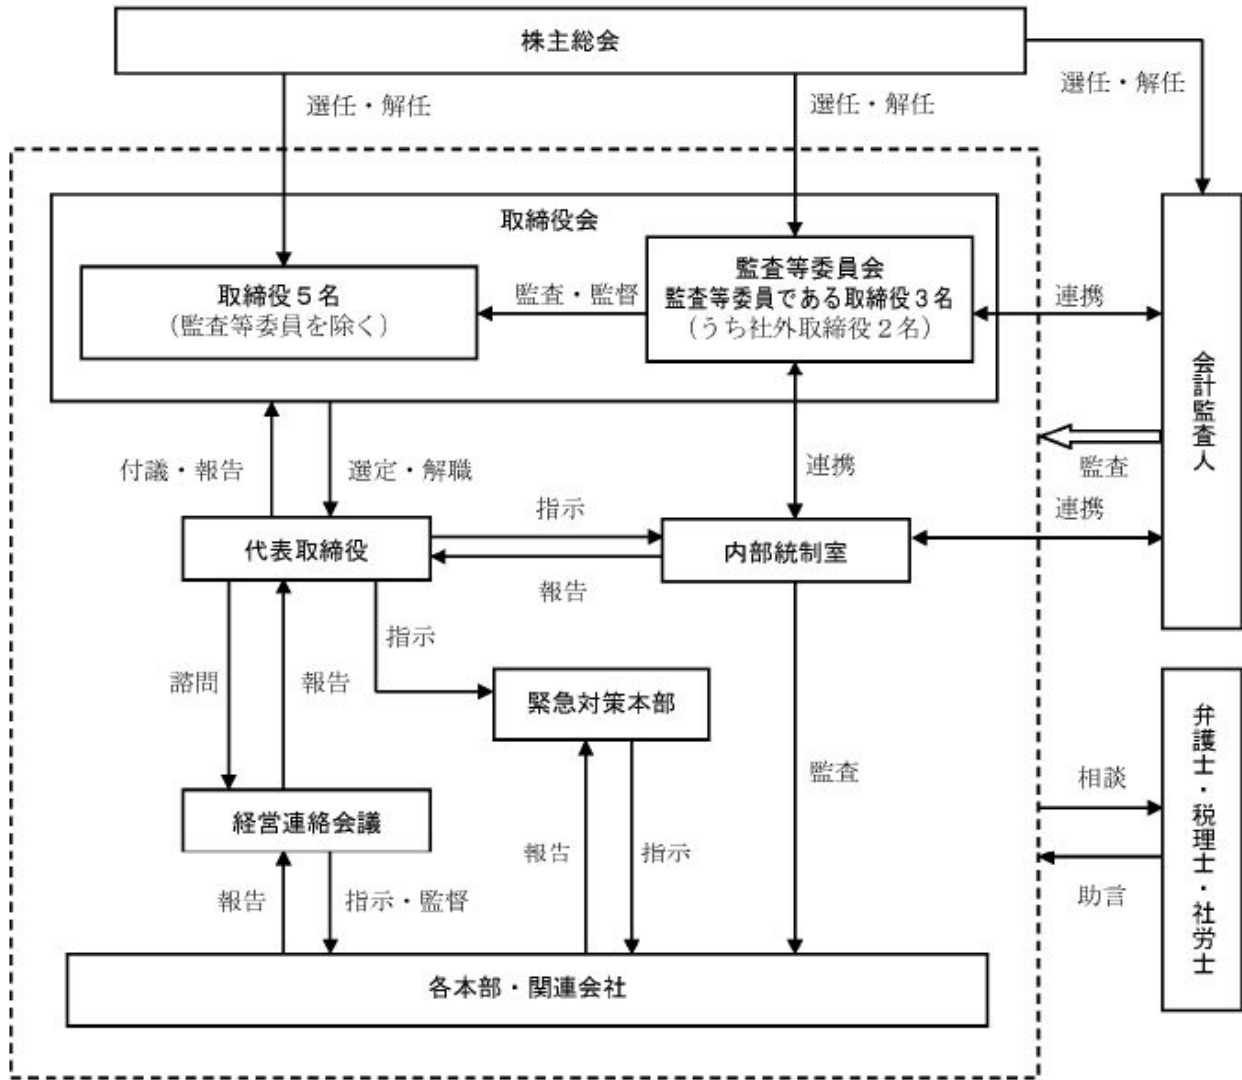 株主総会
選任・解任
選任・解任
選任・解任
取締役会
取締役５名
（監査等委員を除く）
監査・監督
監査等委員会
監査等委員である取締役３名
（うち社外取締役２名）
連携
会計監査人
監査
連携
付議・報告
選定・解職
連携
代表取締役
指示
報告
内部統制室
諮問
報告
指示
緊急対策本部
監査
経営連絡会議
報告
指示・監督
報告
指示
各本部・関連会社
相談
助言
弁護士・税理士・社労士